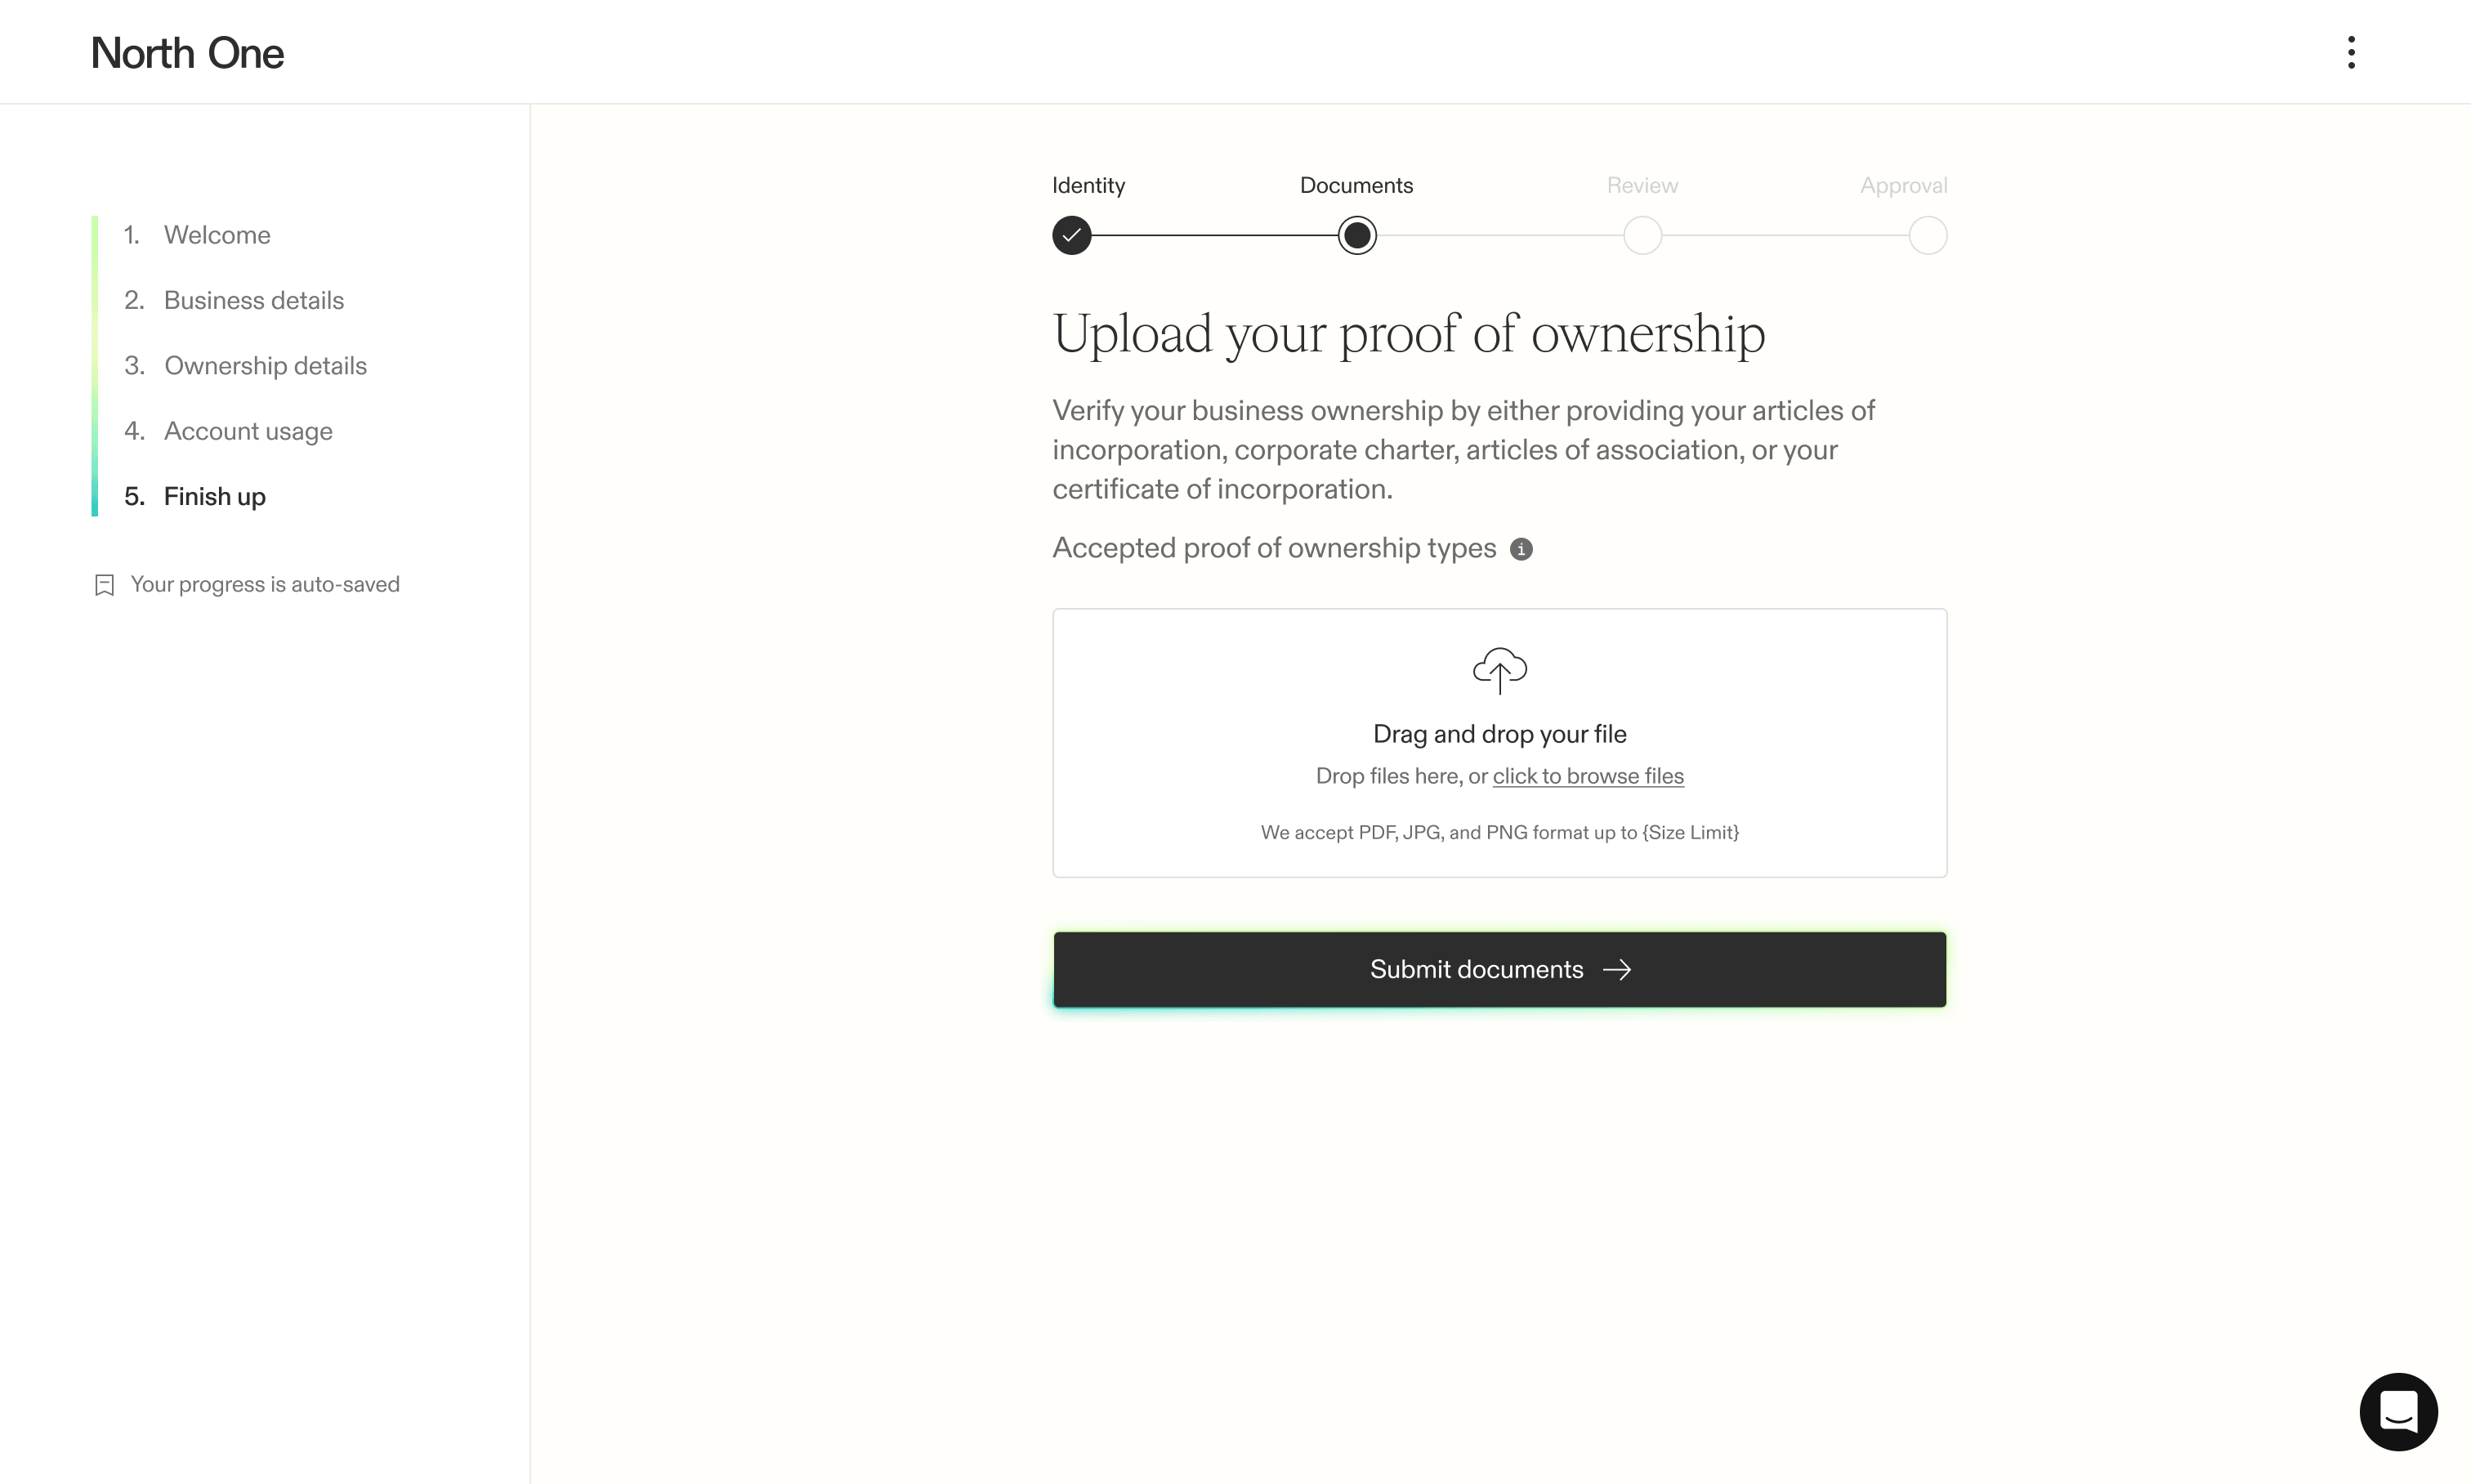 North One
1. Welcome
2. Business details
3. Ownership details
4. Account usage
5. Finish up
Your progress is auto-saved
Identity
Documents
Review
Approval
Upload your proof of ownership
Verify your business ownership by either providing your articles of
incorporation, corporate charter, articles of association, or your
certificate of incorporation.
Accepted proof of ownership types
Drag and drop your file
Drop files here, or click to browse files
We accept PDF, JPG, and PNG format up to {Size Limit}
Submit documents